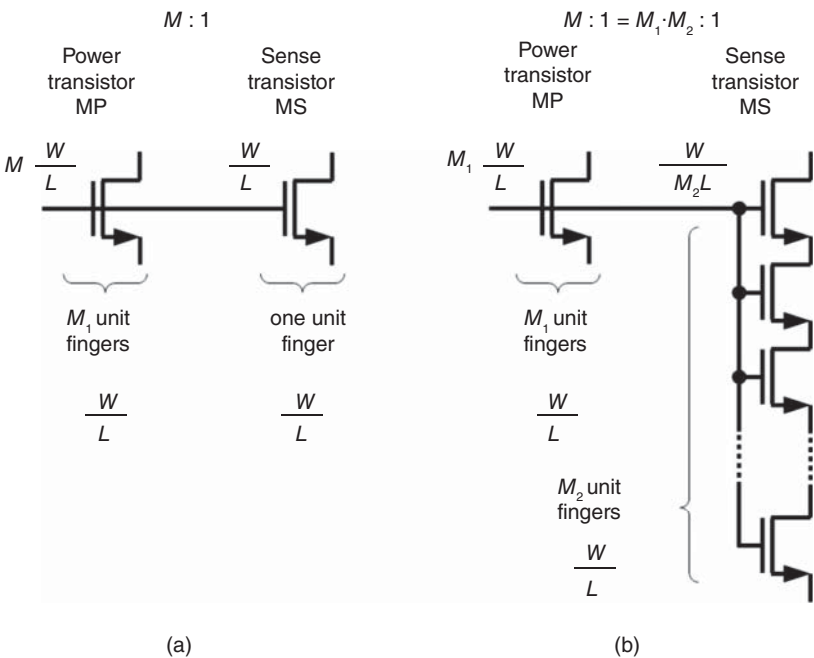 M : 1
Power
transistor
MP
Sense
transistor
MS
M W
L
W
L
M₁ unit
fingers
one unit
finger
W
L
W
L
(a)
M : 1 = M₁·M₂ : 1
Power
transistor
MP
Sense
transistor
MS
M₁ W
L
W
M₂L
M₁ unit
fingers
W
L
M₂ unit
fingers
W
L
(b)